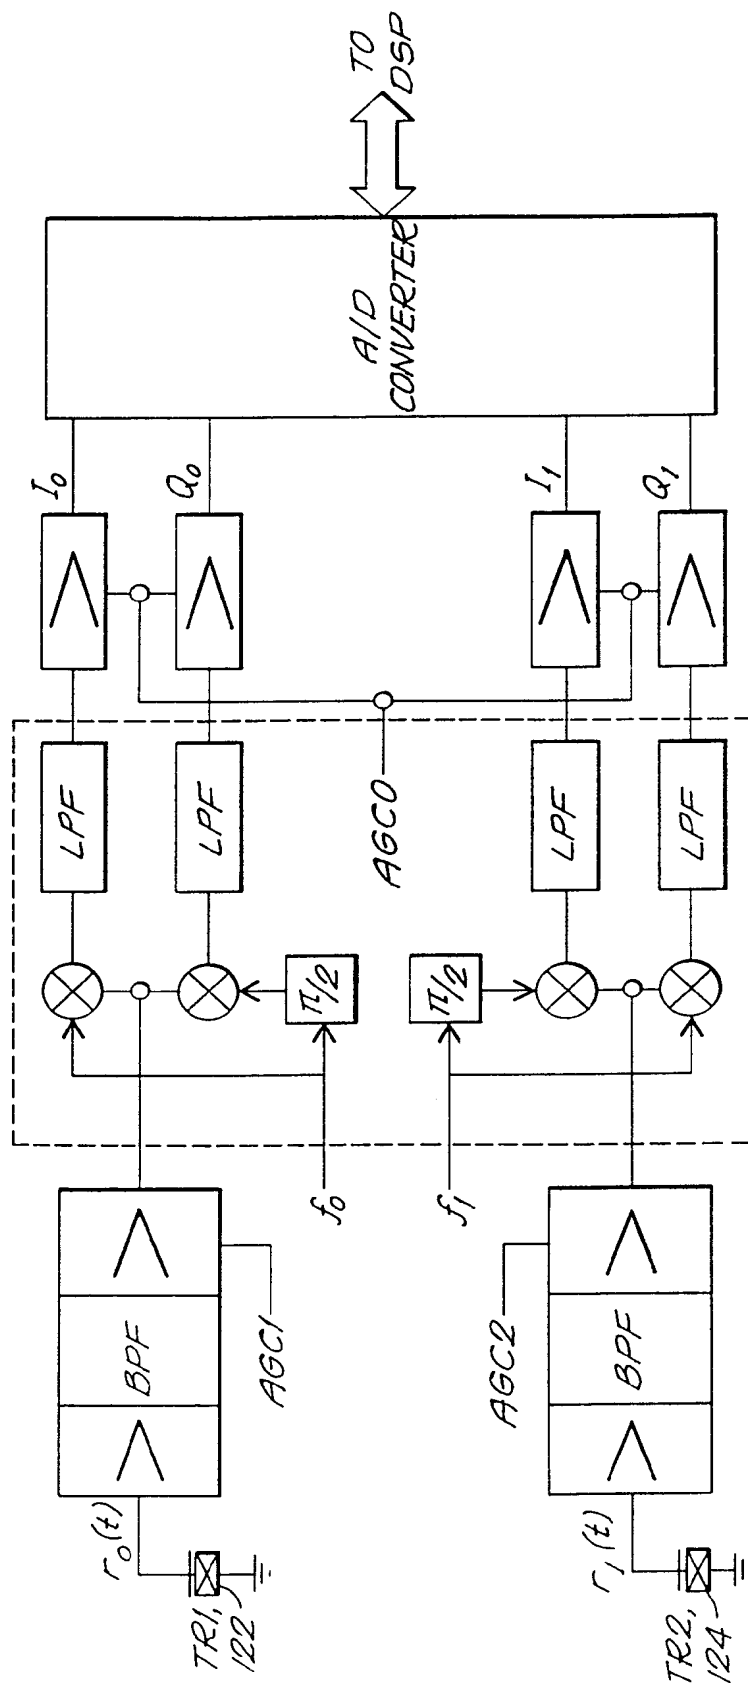 TR1,
122
r0(t)
BPF
AGC1
f0
π/2
LPF
LPF
I0
Q0
AGC0
A/D
CONVERTER
TO
DSP
TR2,
124
r1(t)
BPF
AGC2
f1
π/2
LPF
LPF
I1
Q1